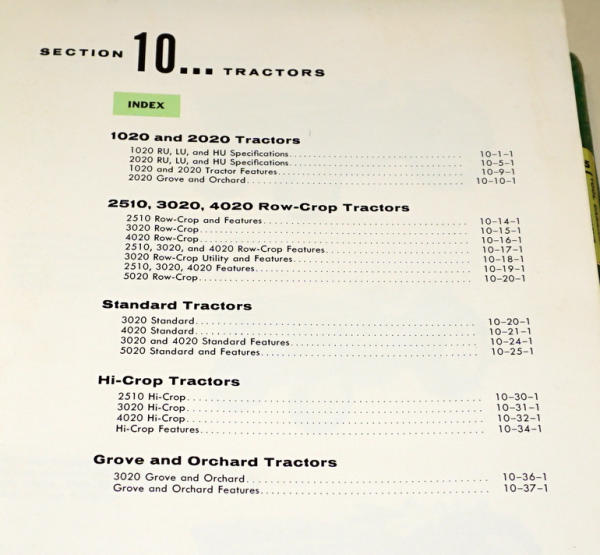 SECTION 10... TRACTORS
INDEX
1020 and 2020 Tractors
1020 RU, LU, and HU Specifications 10-1-1
2020 RU, LU, and HU Specifications 10-5-1
1020 and 2020 Tractor Features 10-9-1
2020 Grove and Orchard 10-10-1
2510, 3020, 4020 Row-Crop Tractors
2510 Row-Crop and Features 10-14-1
3020 Row-Crop 10-15-1
4020 Row-Crop 10-16-1
2510, 3020, and 4020 Row-Crop Features 10-17-1
3020 Row-Crop Utility and Features 10-18-1
2510, 3020, 4020 Features 10-19-1
5020 Row-Crop 10-20-1
Standard Tractors
3020 Standard 10-20-1
4020 Standard 10-21-1
3020 and 4020 Standard Features 10-24-1
5020 Standard and Features 10-25-1
Hi-Crop Tractors
2510 Hi-Crop 10-30-1
3020 Hi-Crop 10-31-1
4020 Hi-Crop 10-32-1
Hi-Crop Features 10-34-1
Grove and Orchard Tractors
3020 Grove and Orchard 10-36-1
Grove and Orchard Features 10-37-1